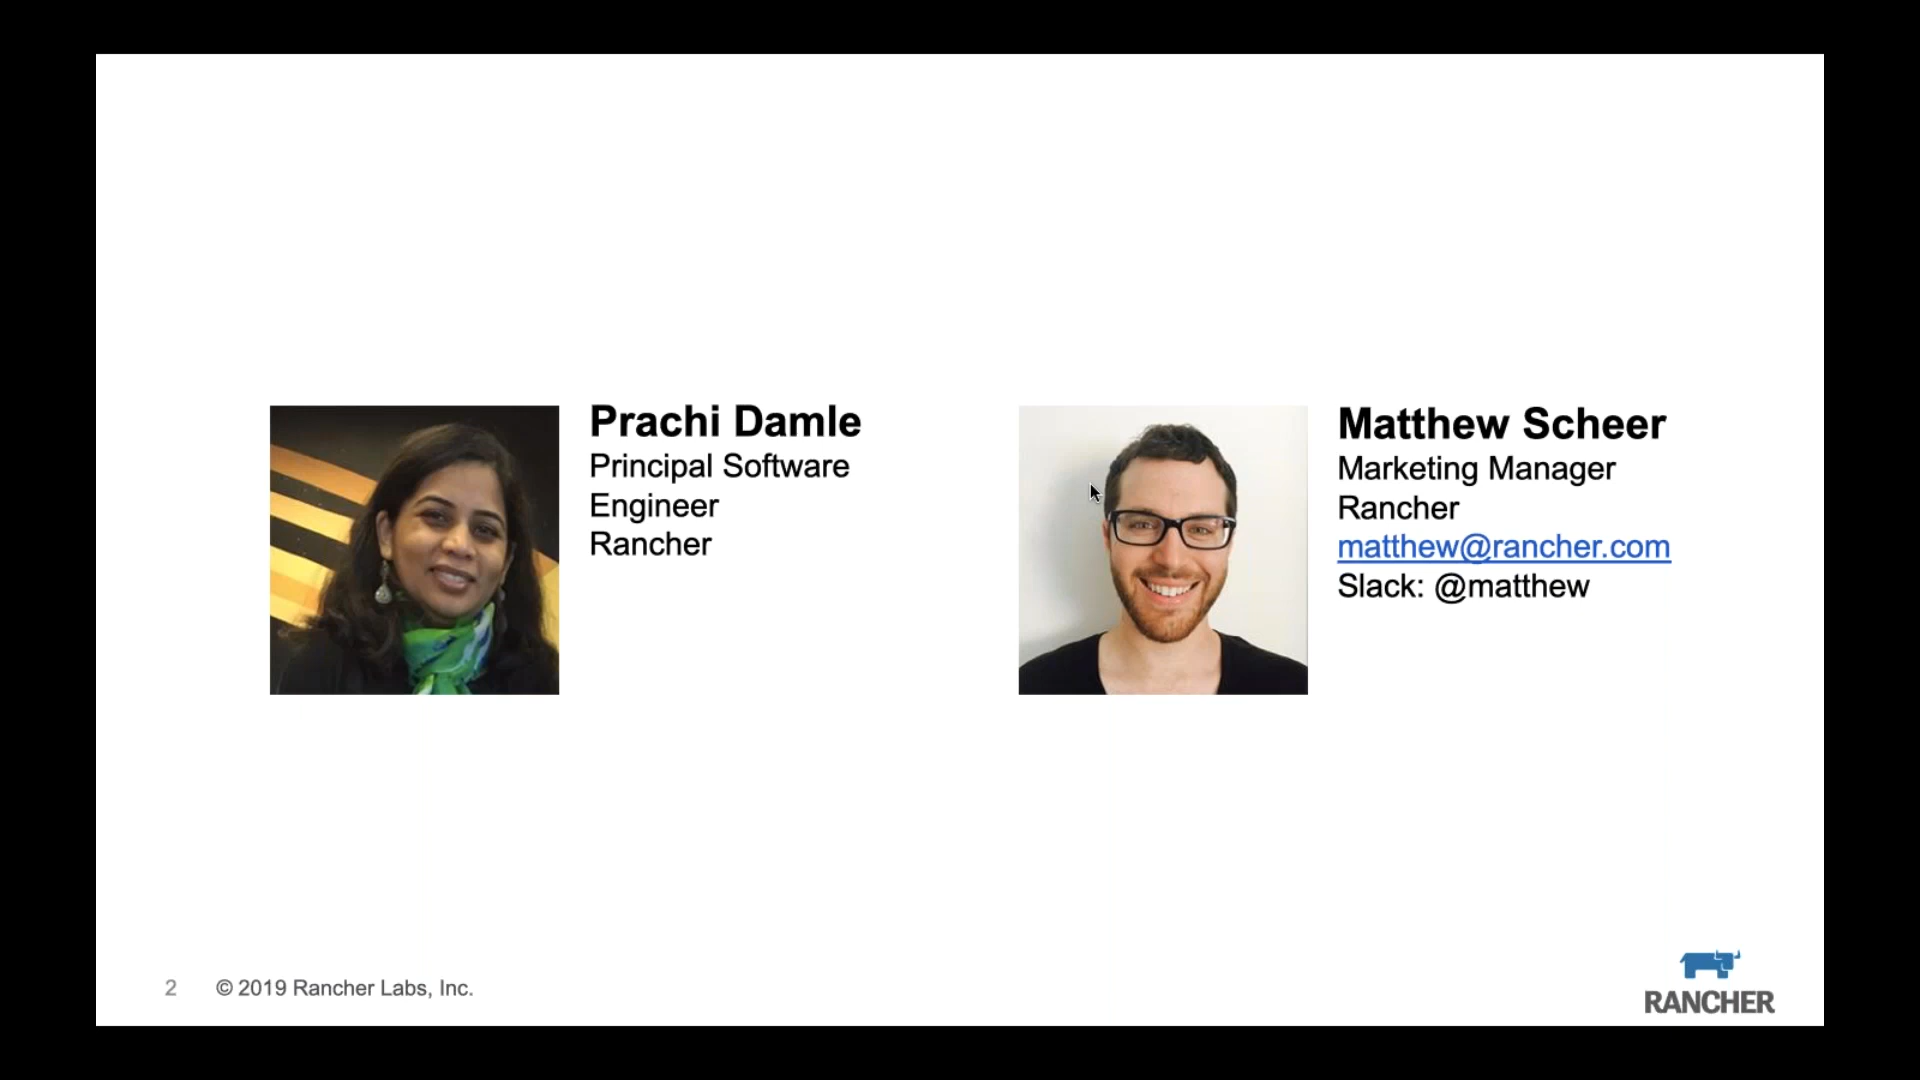 Prachi Damle
Principal Software
Engineer
Rancher
Matthew Scheer
Marketing Manager
Rancher
matthew@rancher.com
Slack: @matthew
2
© 2019 Rancher Labs, Inc.
RANCHER